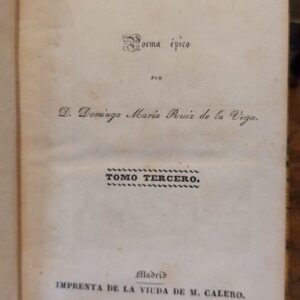 Poema épico
POR
D. Domingo María Ruiz de la Vega.
TOMO TERCERO.
Madrid
IMPRENTA DE LA VIUDA DE M. CALERO.